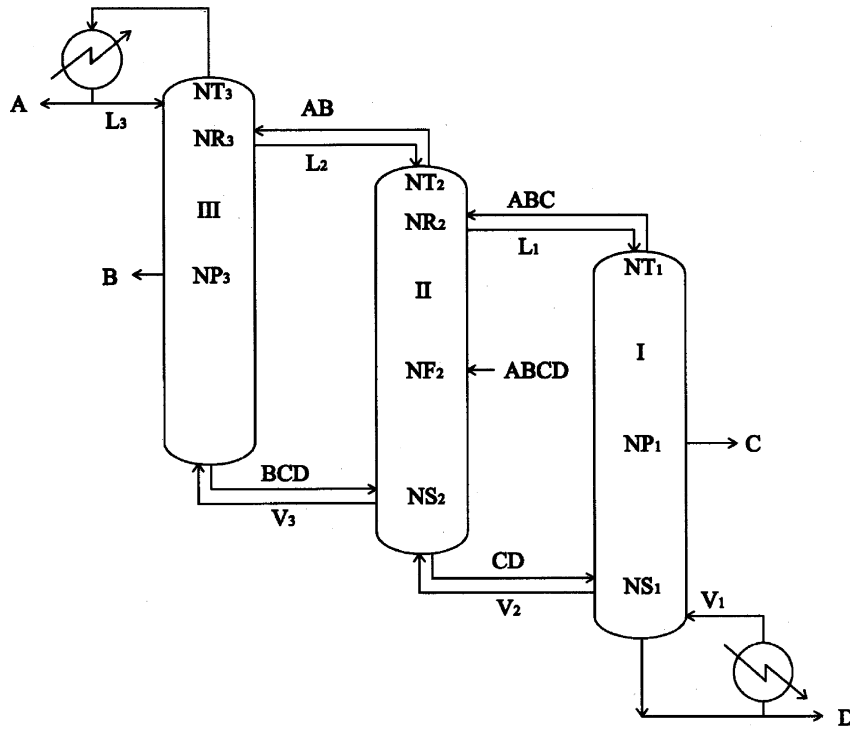 NT₃
A
L₃
AB
NR₃
L₂
NT₂
ABC
III
NR₂
L₁
NT₁
B
NP₃
II
I
NF₂
ABCD
NP₁
C
BCD
NS₂
V₃
CD
NS₁
V₁
V₂
D